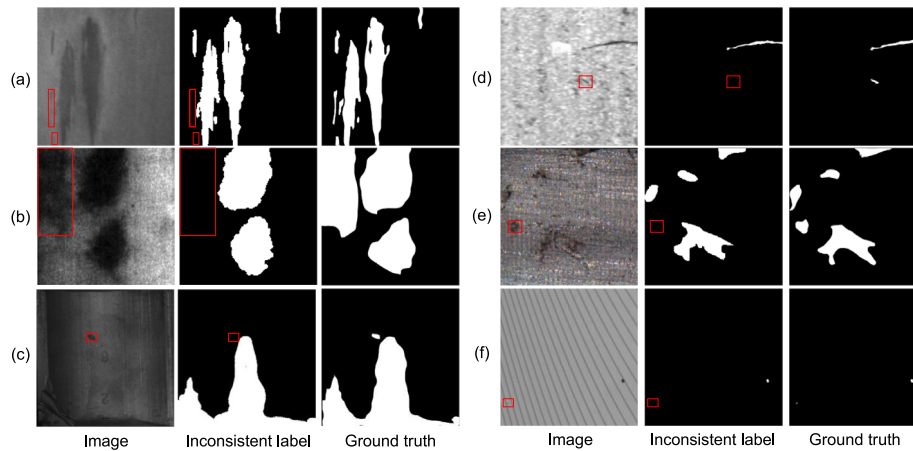 (a)
(b)
(c)
Image
Inconsistent label
Ground truth
(d)
(e)
(f)
Image
Inconsistent label
Ground truth